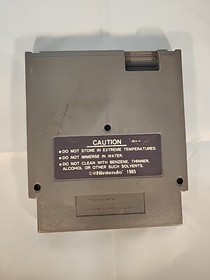 CAUTION
• DO NOT STORE IN EXTREME TEMPERATURES.
• DO NOT IMMERSE IN WATER.
• DO NOT CLEAN WITH BENZENE, THINNER,
ALCOHOL OR OTHER SUCH SOLVENTS.
©®Nintendo 1985